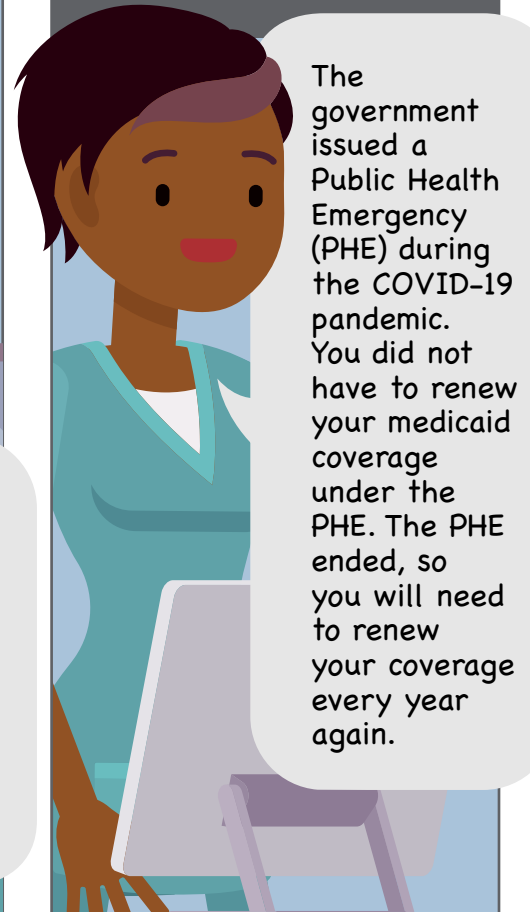 The
government
issued a
Public Health
Emergency
(PHE) during
the COVID-19
pandemic.
You did not
have to renew
your medicaid
coverage
under the
PHE. The PHE
ended, so
you will need
to renew
your coverage
every year
again.